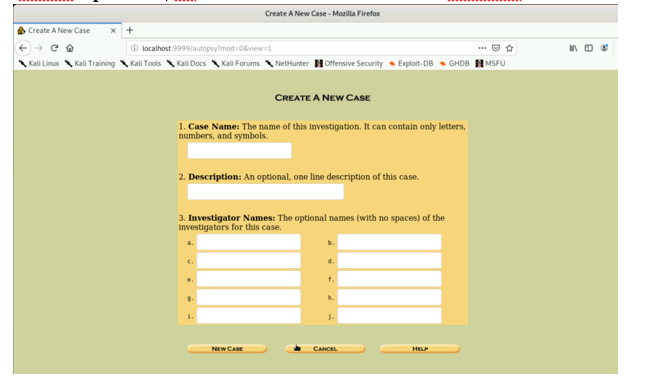 Create A New Case - Mozilla Firefox
Create A New Case × +
localhost:9999/autopsy?mod=0&view=1
Kali Linux Kali Training Kali Tools Kali Docs Kali Forums NetHunter Offensive Security Exploit-DB GHDB MSFU
CREATE A NEW CASE
1. Case Name: The name of this investigation. It can contain only letters,
numbers, and symbols.
2. Description: An optional, one line description of this case.
3. Investigator Names: The optional names (with no spaces) of the
investigators for this case.
a. b.
c. d.
e. f.
g. h.
i. j.
NEW CASE CANCEL HELP